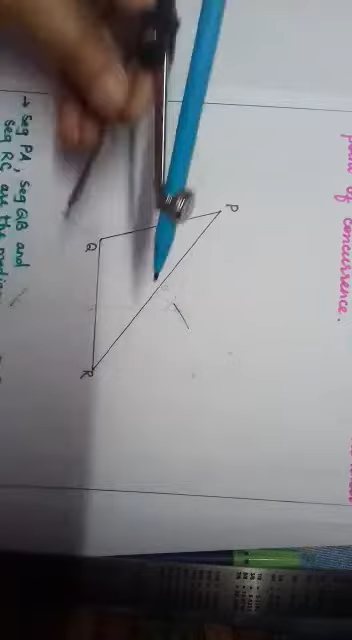 point of concurrence.
P
Q
R
→ seg PA, seg QB and
seg RC are the median